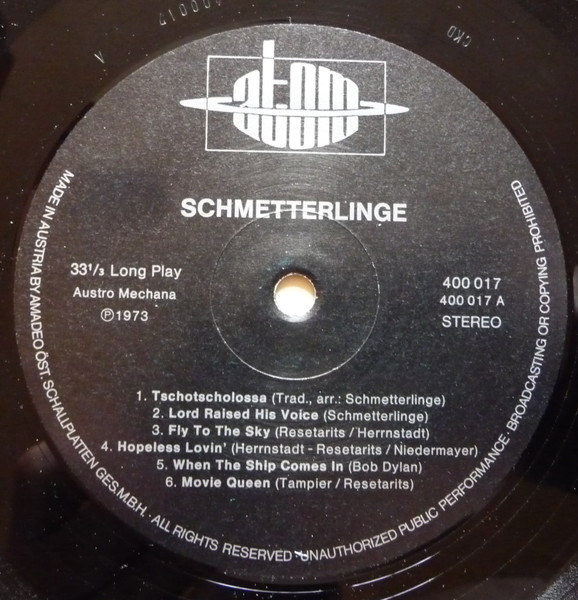 400017
A
CKD
atom
SCHMETTERLINGE
33¹/₃ Long Play
Austro Mechana
Ⓟ1973
400 017
400 017 A
STEREO
1. Tschotscholossa (Trad., arr.: Schmetterlinge)
2. Lord Raised His Voice (Schmetterlinge)
3. Fly To The Sky (Resetarits / Herrnstadt)
4. Hopeless Lovin' (Herrnstadt - Resetarits / Niedermayer)
5. When The Ship Comes In (Bob Dylan)
6. Movie Queen (Tampier / Resetarits)
MADE IN AUSTRIA BY AMADEO ÖST. SCHALLPLATTEN GES.M.B.H. · ALL RIGHTS RESERVED · UNAUTHORIZED PUBLIC PERFORMANCE · BROADCASTING OR COPYING PROHIBITED